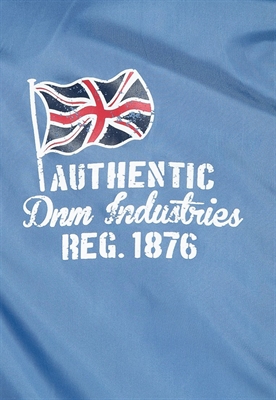 AUTHENTIC
Dnm Industries
REG. 1876